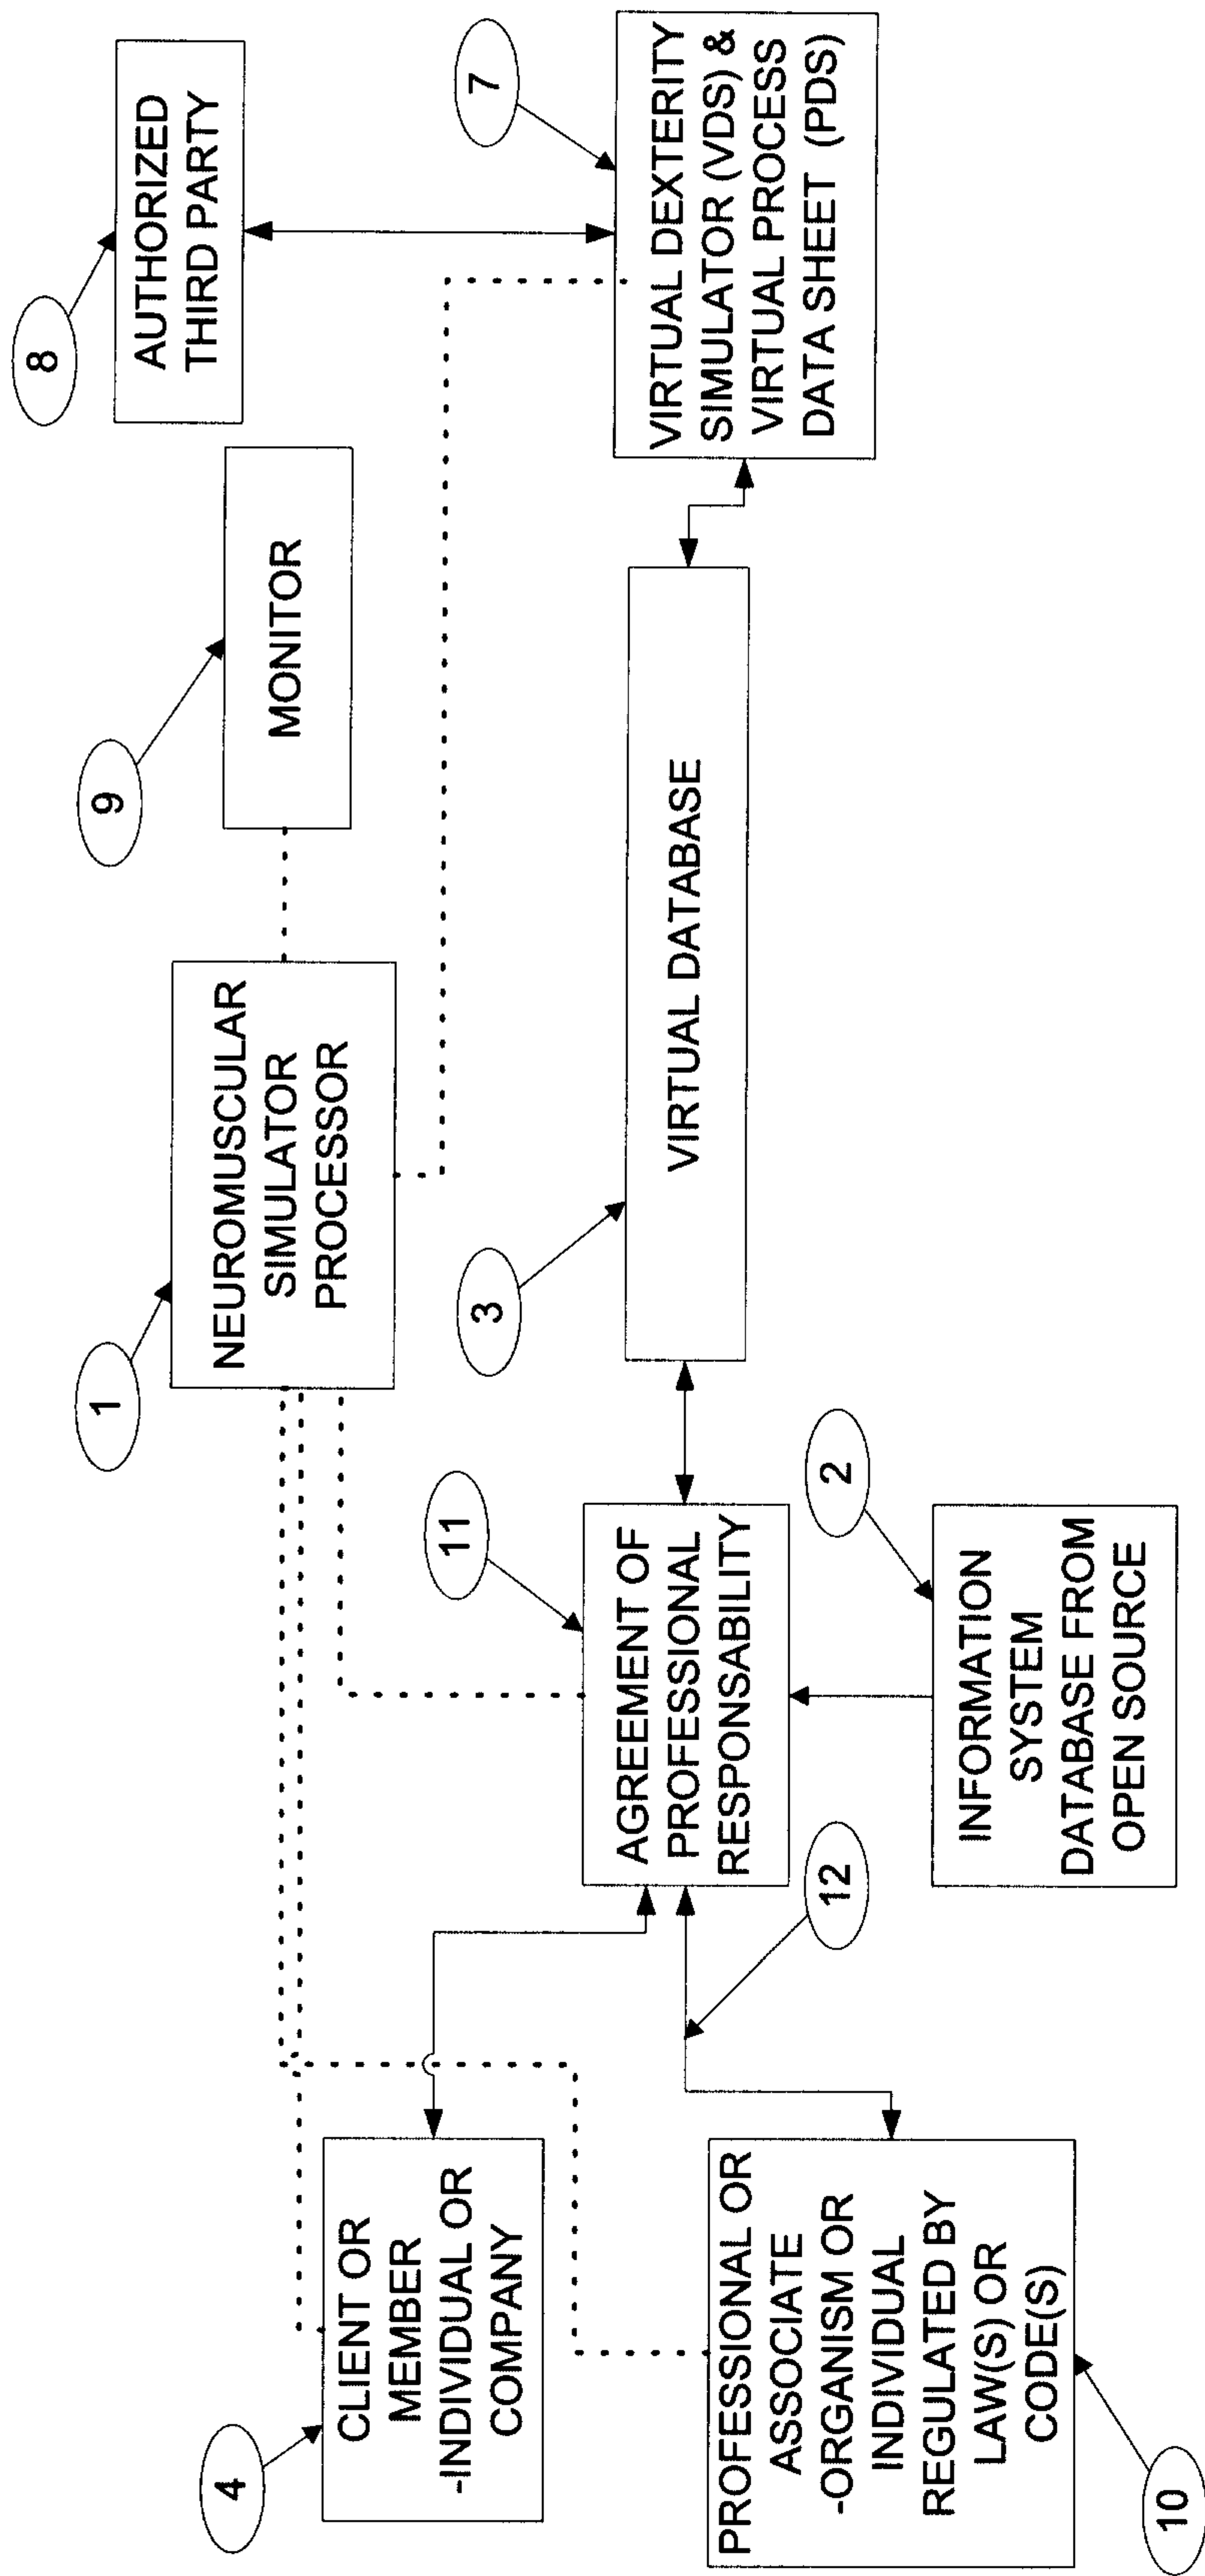 4
CLIENT OR
MEMBER
-INDIVIDUAL OR
COMPANY
10
PROFESSIONAL OR
ASSOCIATE
-ORGANISM OR
INDIVIDUAL
REGULATED BY
LAW(S) OR
CODE(S)
12
11
AGREEMENT OF
PROFESSIONAL
RESPONSABILITY
2
INFORMATION
SYSTEM
DATABASE FROM
OPEN SOURCE
1
NEUROMUSCULAR
SIMULATOR
PROCESSOR
3
VIRTUAL DATABASE
9
MONITOR
8
AUTHORIZED
THIRD PARTY
7
VIRTUAL DEXTERITY
SIMULATOR (VDS) &
VIRTUAL PROCESS
DATA SHEET (PDS)